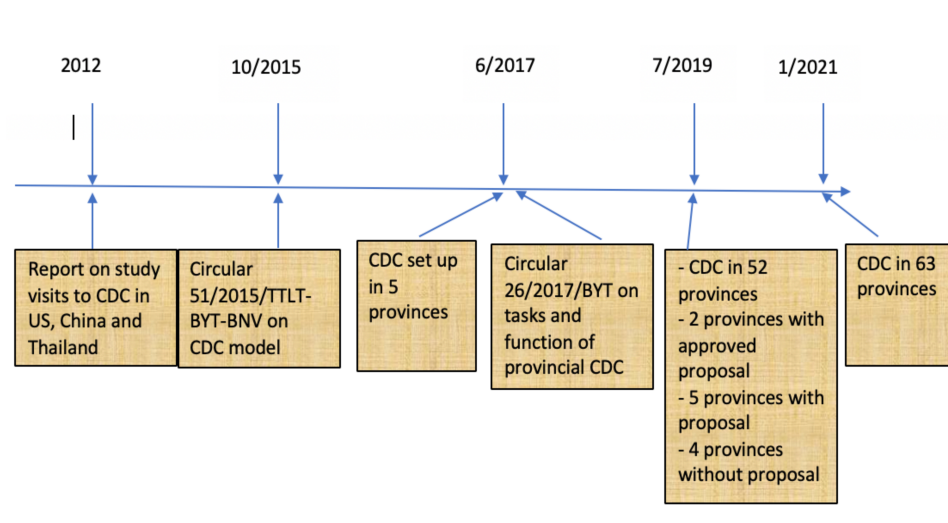 2012
10/2015
6/2017
7/2019
1/2021
Report on study
visits to CDC in
US, China and
Thailand
Circular
51/2015/TTLT-
BYT-BNV on
CDC model
CDC set up
in 5
provinces
Circular
26/2017/BYT on
tasks and
function of
provincial CDC
- CDC in 52
provinces
- 2 provinces with
approved
proposal
- 5 provinces with
proposal
- 4 provinces
without proposal
CDC in 63
provinces